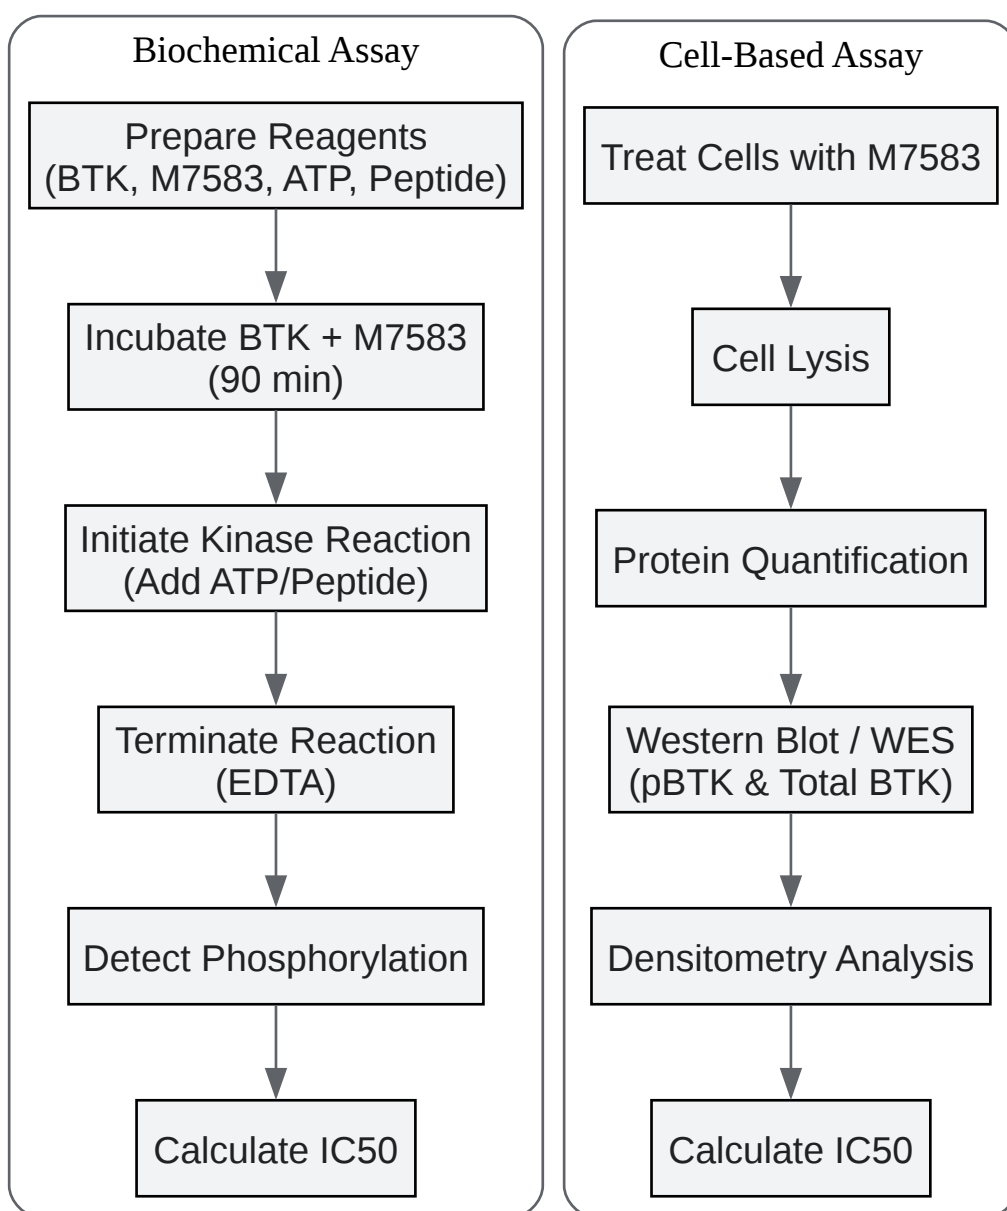 Biochemical Assay
Prepare Reagents
(BTK, M7583, ATP, Peptide)
Incubate BTK + M7583
(90 min)
Initiate Kinase Reaction
(Add ATP/Peptide)
Terminate Reaction
(EDTA)
Detect Phosphorylation
Calculate IC50
Cell-Based Assay
Treat Cells with M7583
Cell Lysis
Protein Quantification
Western Blot / WES
(pBTK & Total BTK)
Densitometry Analysis
Calculate IC50